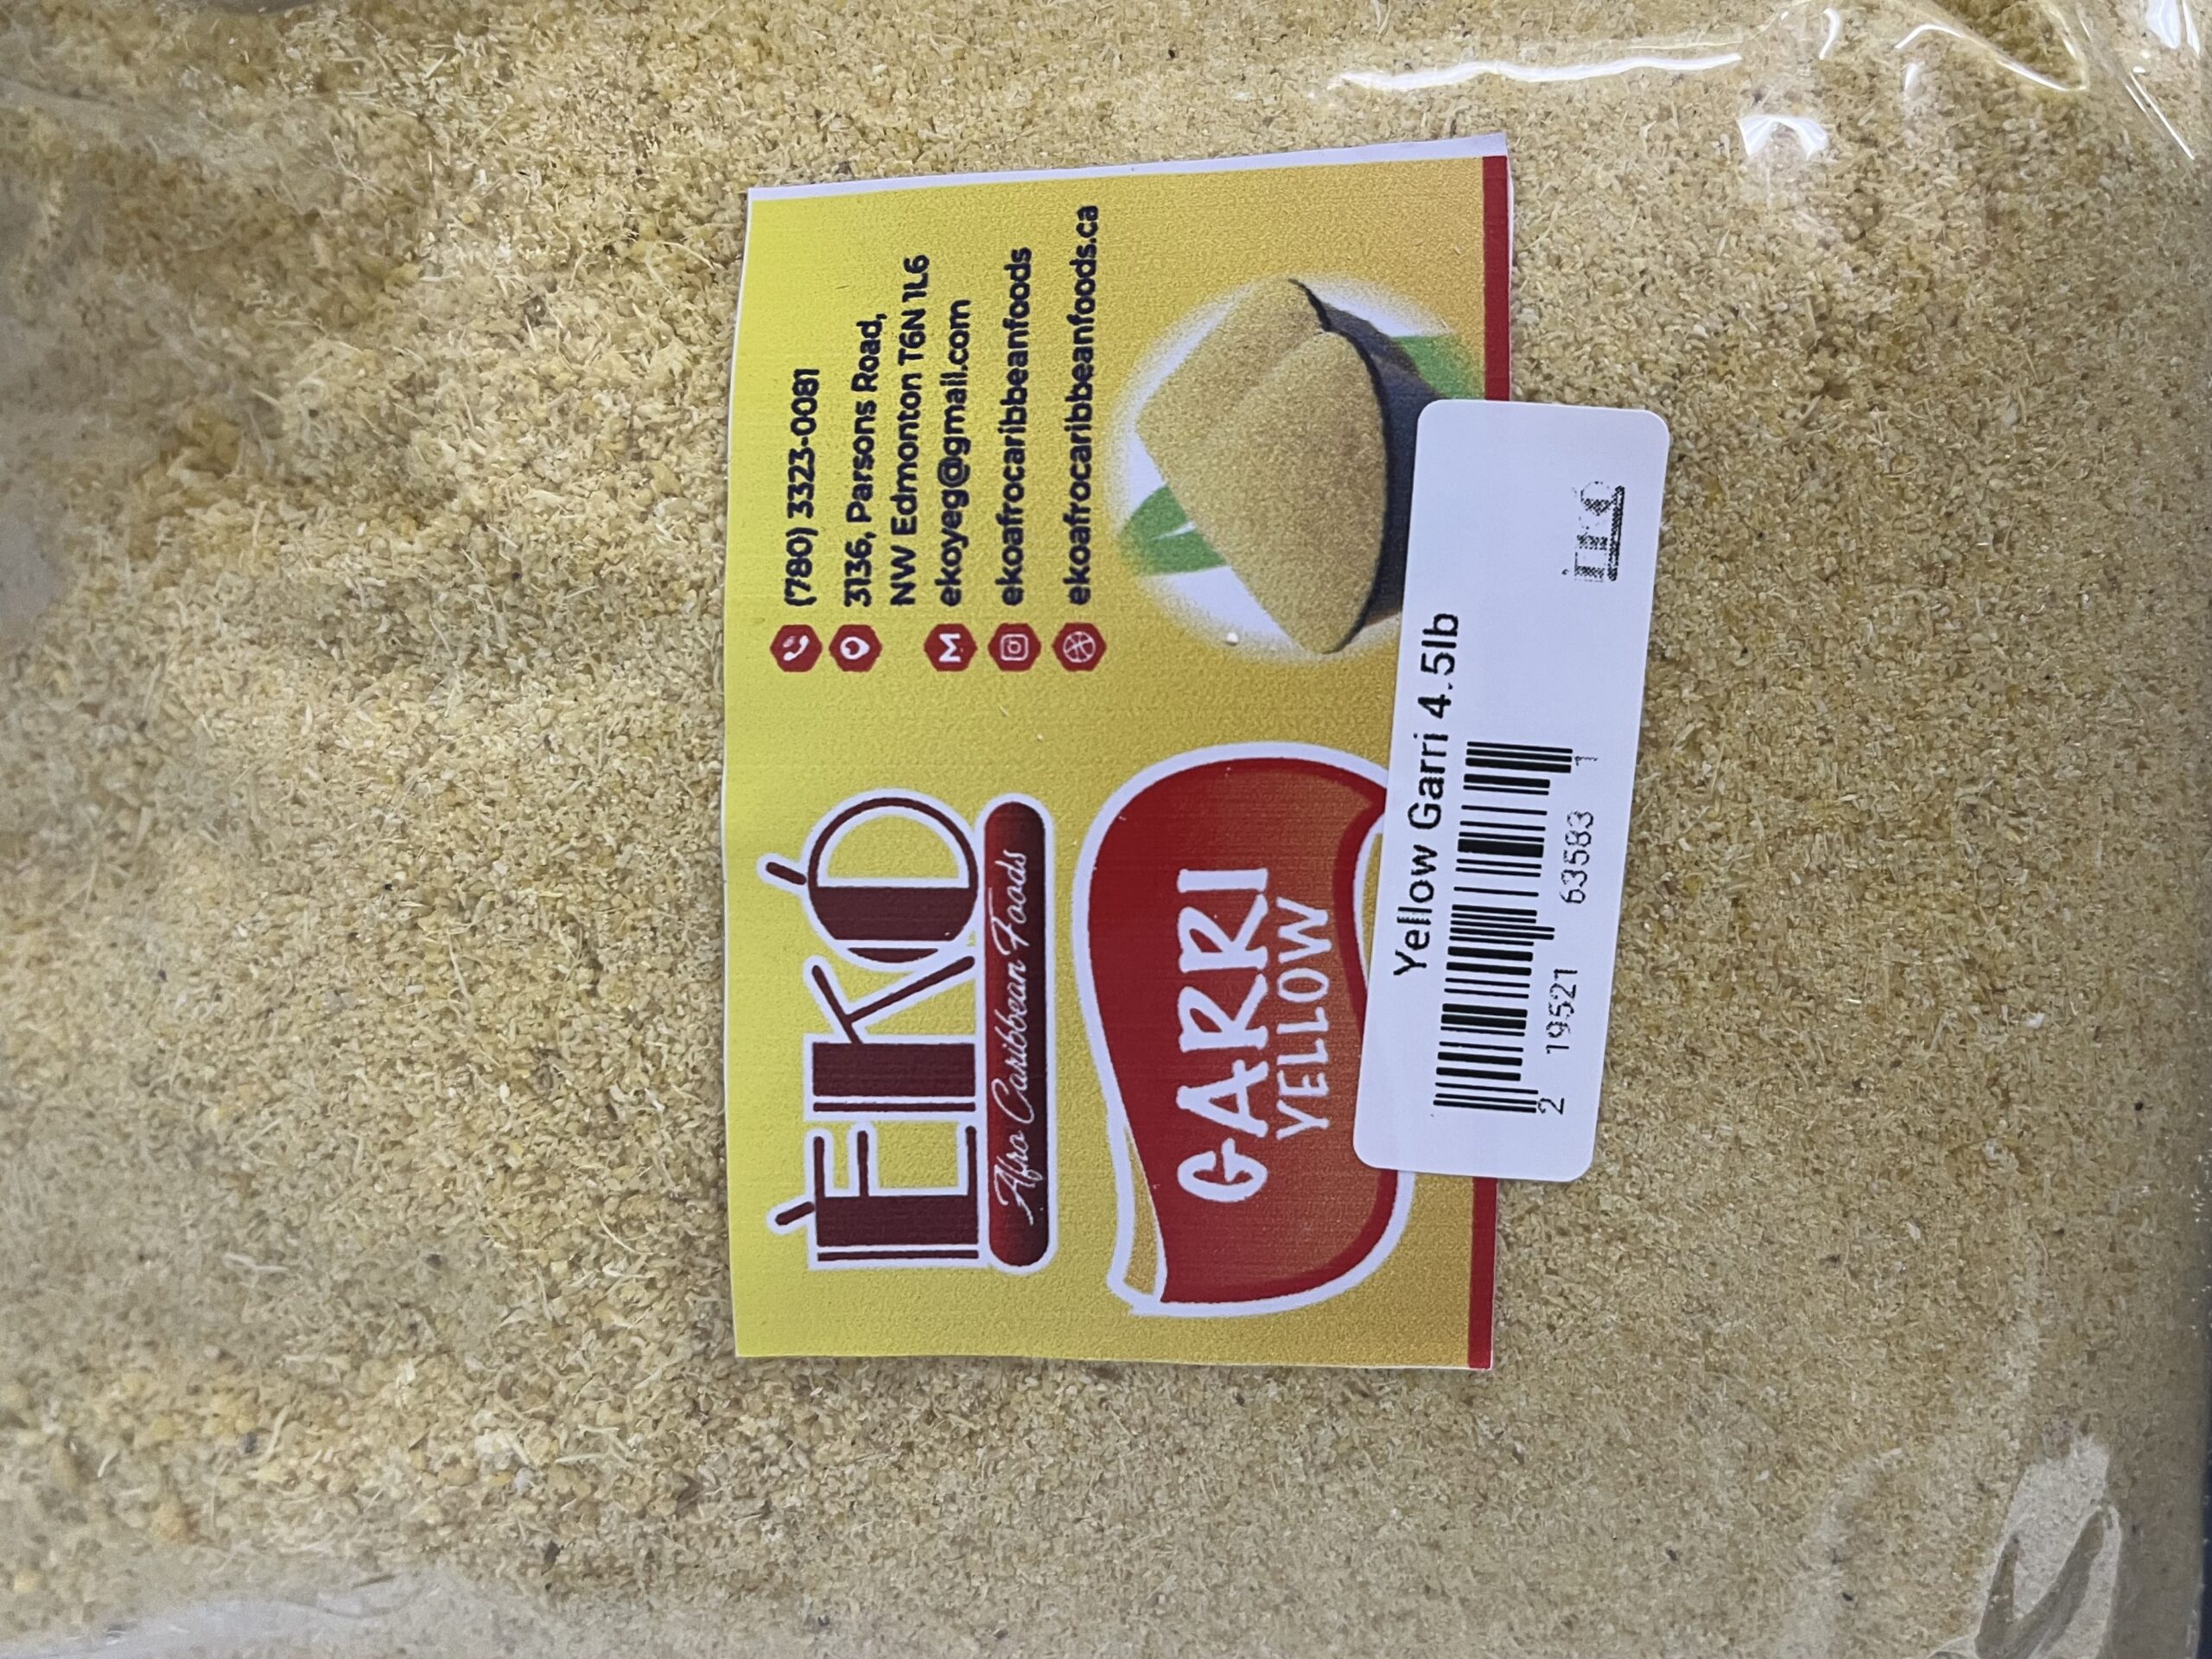 ÈKÓ
Afro Caribbean Foods
(780) 3323-0081
3136, Parsons Road,
NW Edmonton T6N 1L6
ekoyeg@gmail.com
ekoafrocaribbeanfoods
ekoafrocaribbeanfoods.ca
GARRI
YELLOW
Yellow Garri 4.5lb
2 19521 63583 1
ÈKÓ